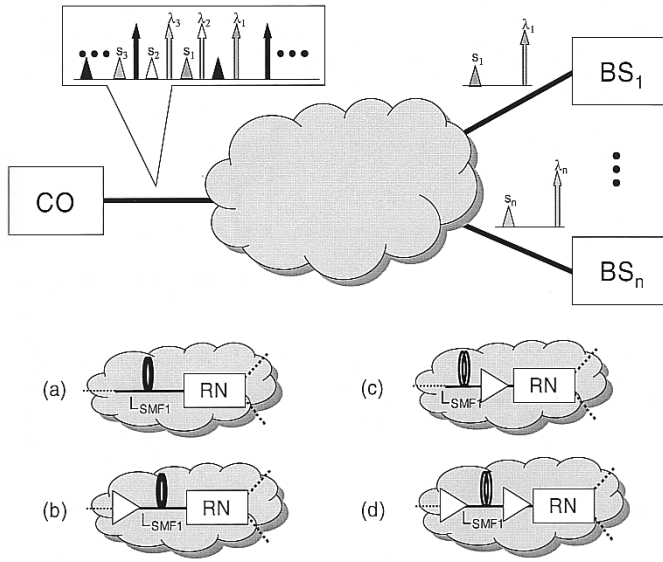 λ3 λ2 λ1
s3 s2 s1
s1 λ1
BS1
CO
sn λn
BSn
(a) LSMF1 RN
(c) LSMF1 RN
(b) LSMF1 RN
(d) LSMF1 RN